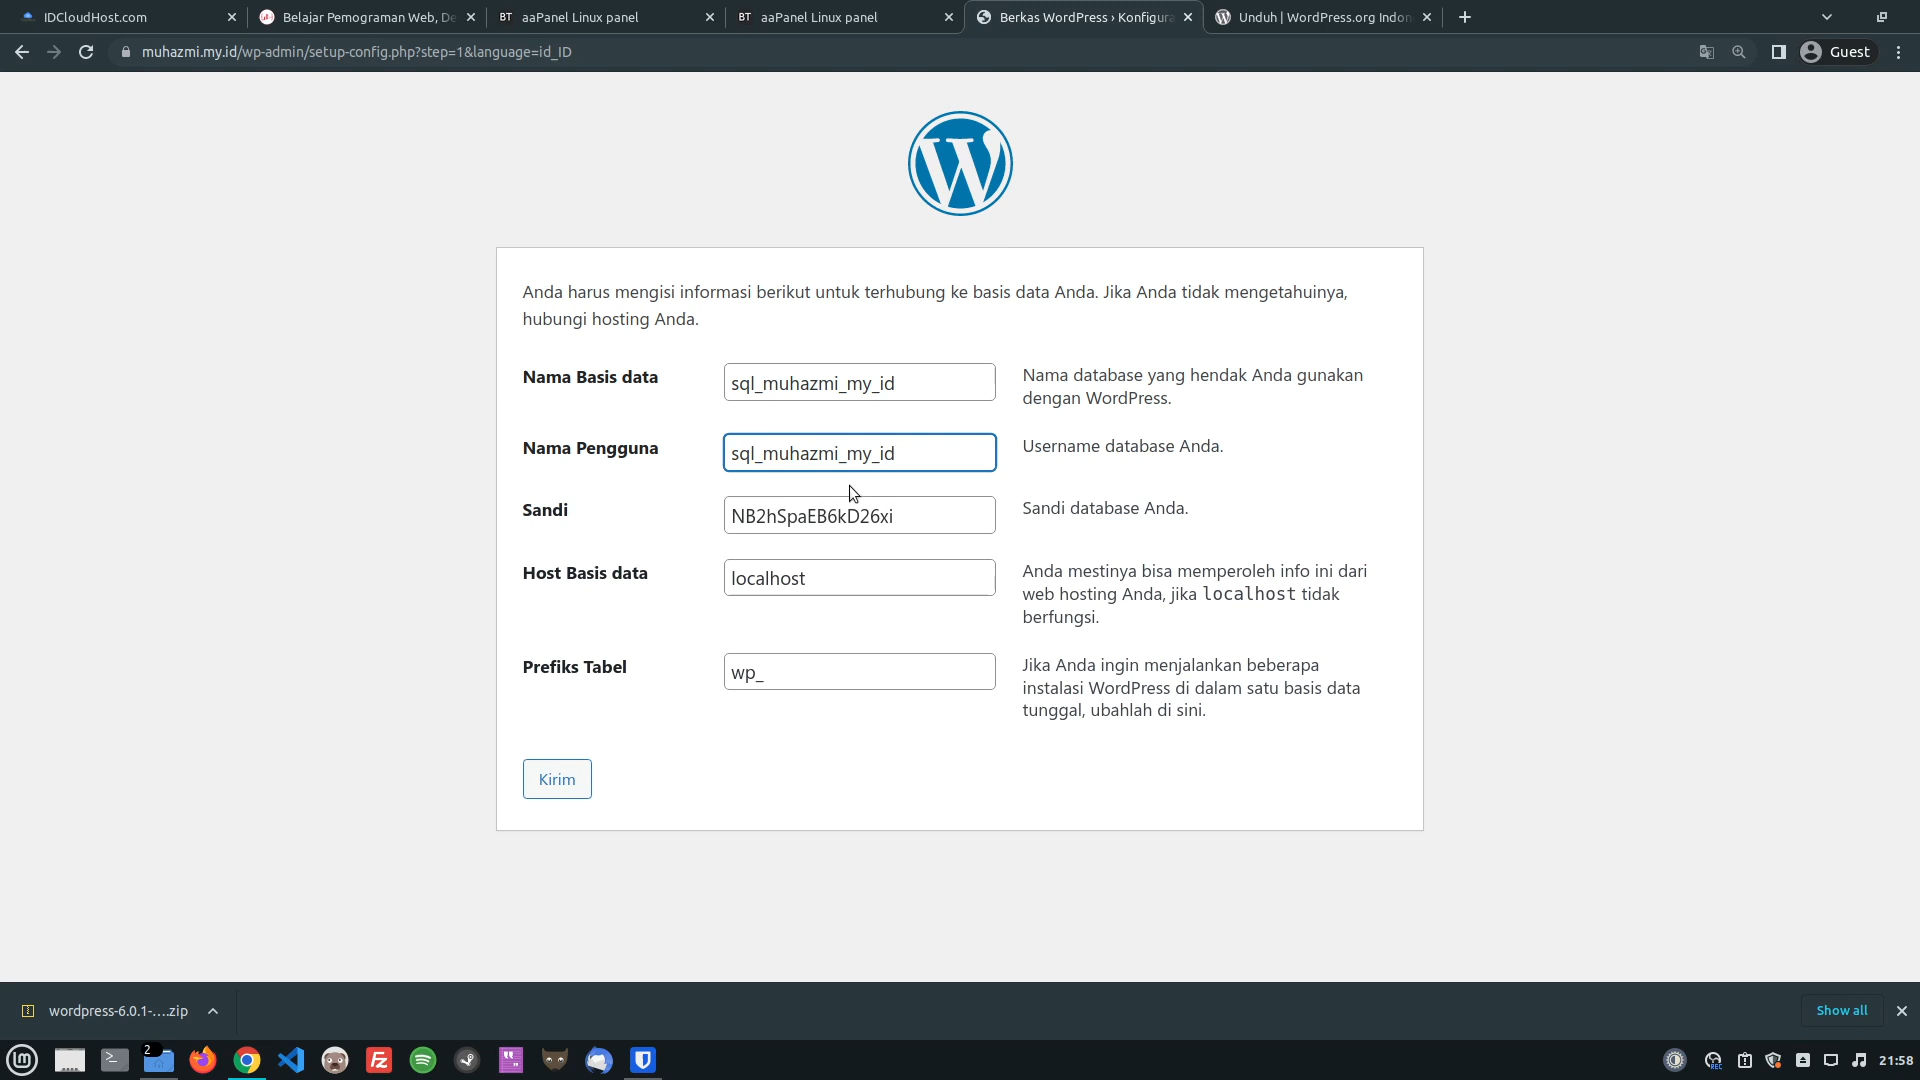 IDCloudHost.com
Belajar Pemograman Web, De
aaPanel Linux panel
aaPanel Linux panel
Berkas WordPress › Konfigura
Unduh | WordPress.org Indon
muhazmi.my.id/wp-admin/setup-config.php?step=1&language=id_ID
Guest
Anda harus mengisi informasi berikut untuk terhubung ke basis data Anda. Jika Anda tidak mengetahuinya,
hubungi hosting Anda.
Nama Basis data
sql_muhazmi_my_id
Nama database yang hendak Anda gunakan
dengan WordPress.
Nama Pengguna
sql_muhazmi_my_id
Username database Anda.
Sandi
NB2hSpaEB6kD26xi
Sandi database Anda.
Host Basis data
localhost
Anda mestinya bisa memperoleh info ini dari
web hosting Anda, jika localhost tidak
berfungsi.
Prefiks Tabel
wp_
Jika Anda ingin menjalankan beberapa
instalasi WordPress di dalam satu basis data
tunggal, ubahlah di sini.
Kirim
wordpress-6.0.1-....zip
Show all
2
21:58